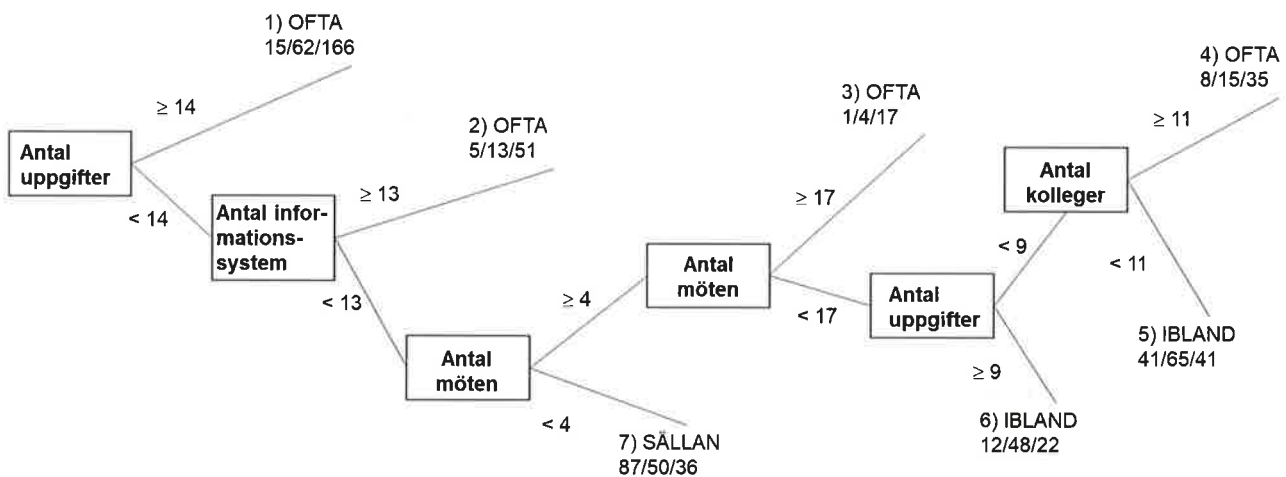 1) OFTA
15/62/166
≥ 14
Antal
uppgifter
< 14
2) OFTA
5/13/51
≥ 13
Antal infor-
mations-
system
< 13
3) OFTA
1/4/17
≥ 17
≥ 4
Antal
möten
< 17
Antal
möten
< 4
7) SÄLLAN
87/50/36
4) OFTA
8/15/35
≥ 11
Antal
kolleger
< 9
< 11
Antal
uppgifter
≥ 9
5) IBLAND
41/65/41
6) IBLAND
12/48/22